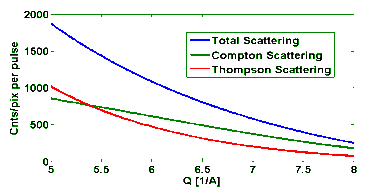 2000
1500
1000
500
0
Cnts/pix per pulse
Total Scattering
Compton Scattering
Thompson Scattering
5
5.5
6
6.5
7
7.5
8
Q [1/A]